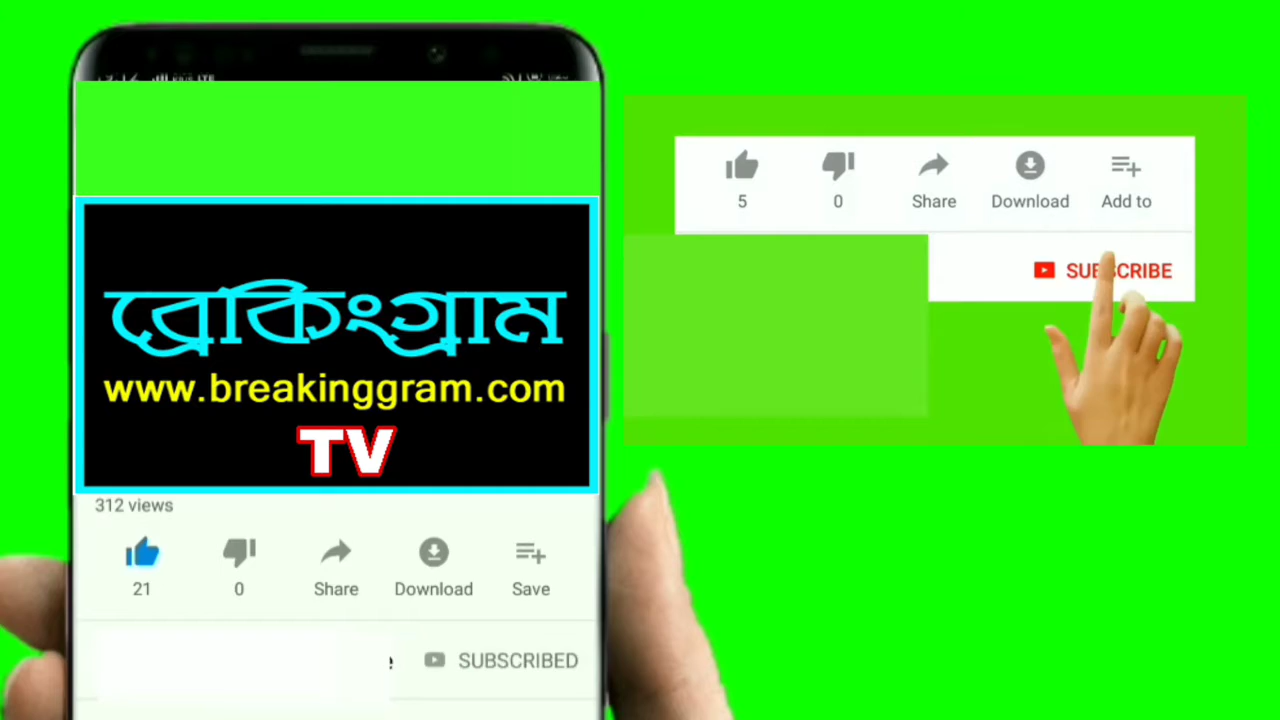 ব্রেকিংগ্রাম
www.breakinggram.com
TV
312 views
21 0 Share Download Save
SUBSCRIBED
5 0 Share Download Add to
SUBSCRIBE